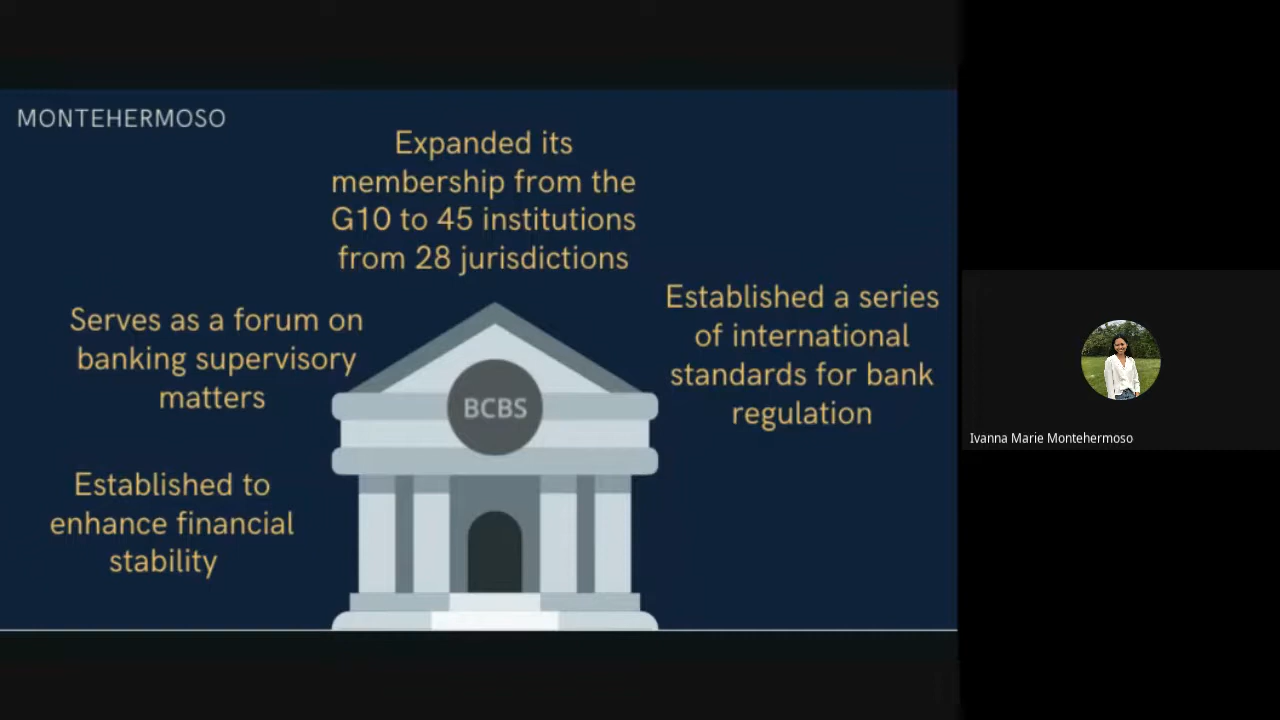 MONTEHERMOSO
Expanded its
membership from the
G10 to 45 institutions
from 28 jurisdictions
Serves as a forum on
banking supervisory
matters
Established a series
of international
standards for bank
regulation
BCBS
Established to
enhance financial
stability
Ivanna Marie Montehermoso